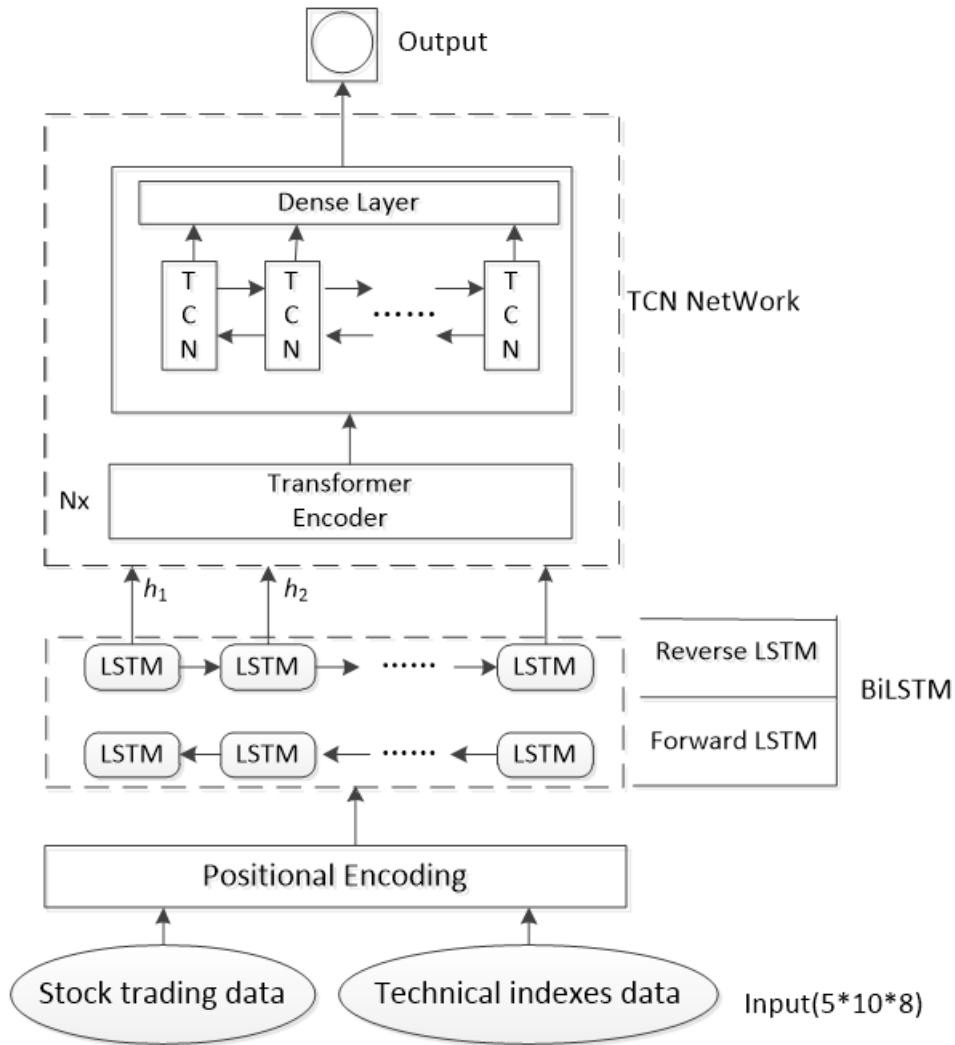 Output
Dense Layer
T C N
T C N
......
T C N
TCN NetWork
Transformer
Encoder
Nx
h1
h2
LSTM
LSTM
......
LSTM
Reverse LSTM
BiLSTM
LSTM
LSTM
......
LSTM
Forward LSTM
Positional Encoding
Stock trading data
Technical indexes data
Input(5*10*8)